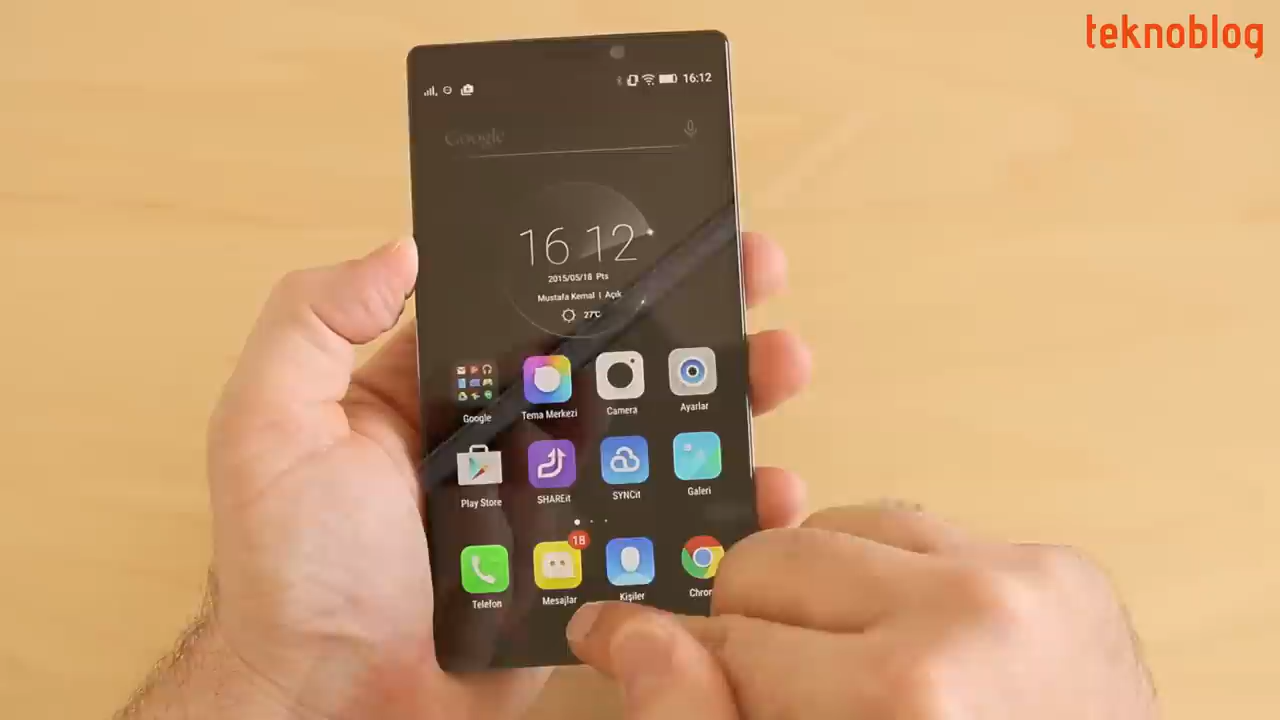 teknoblog
16:12
Google
16 12
2015/05/18 Pts
Mustafa Kemal | Açık
27°C
Google
Tema Merkezi
Camera
Ayarlar
Play Store
SHAREit
SYNCit
Galeri
18
Telefon
Mesajlar
Kişiler
Chrom